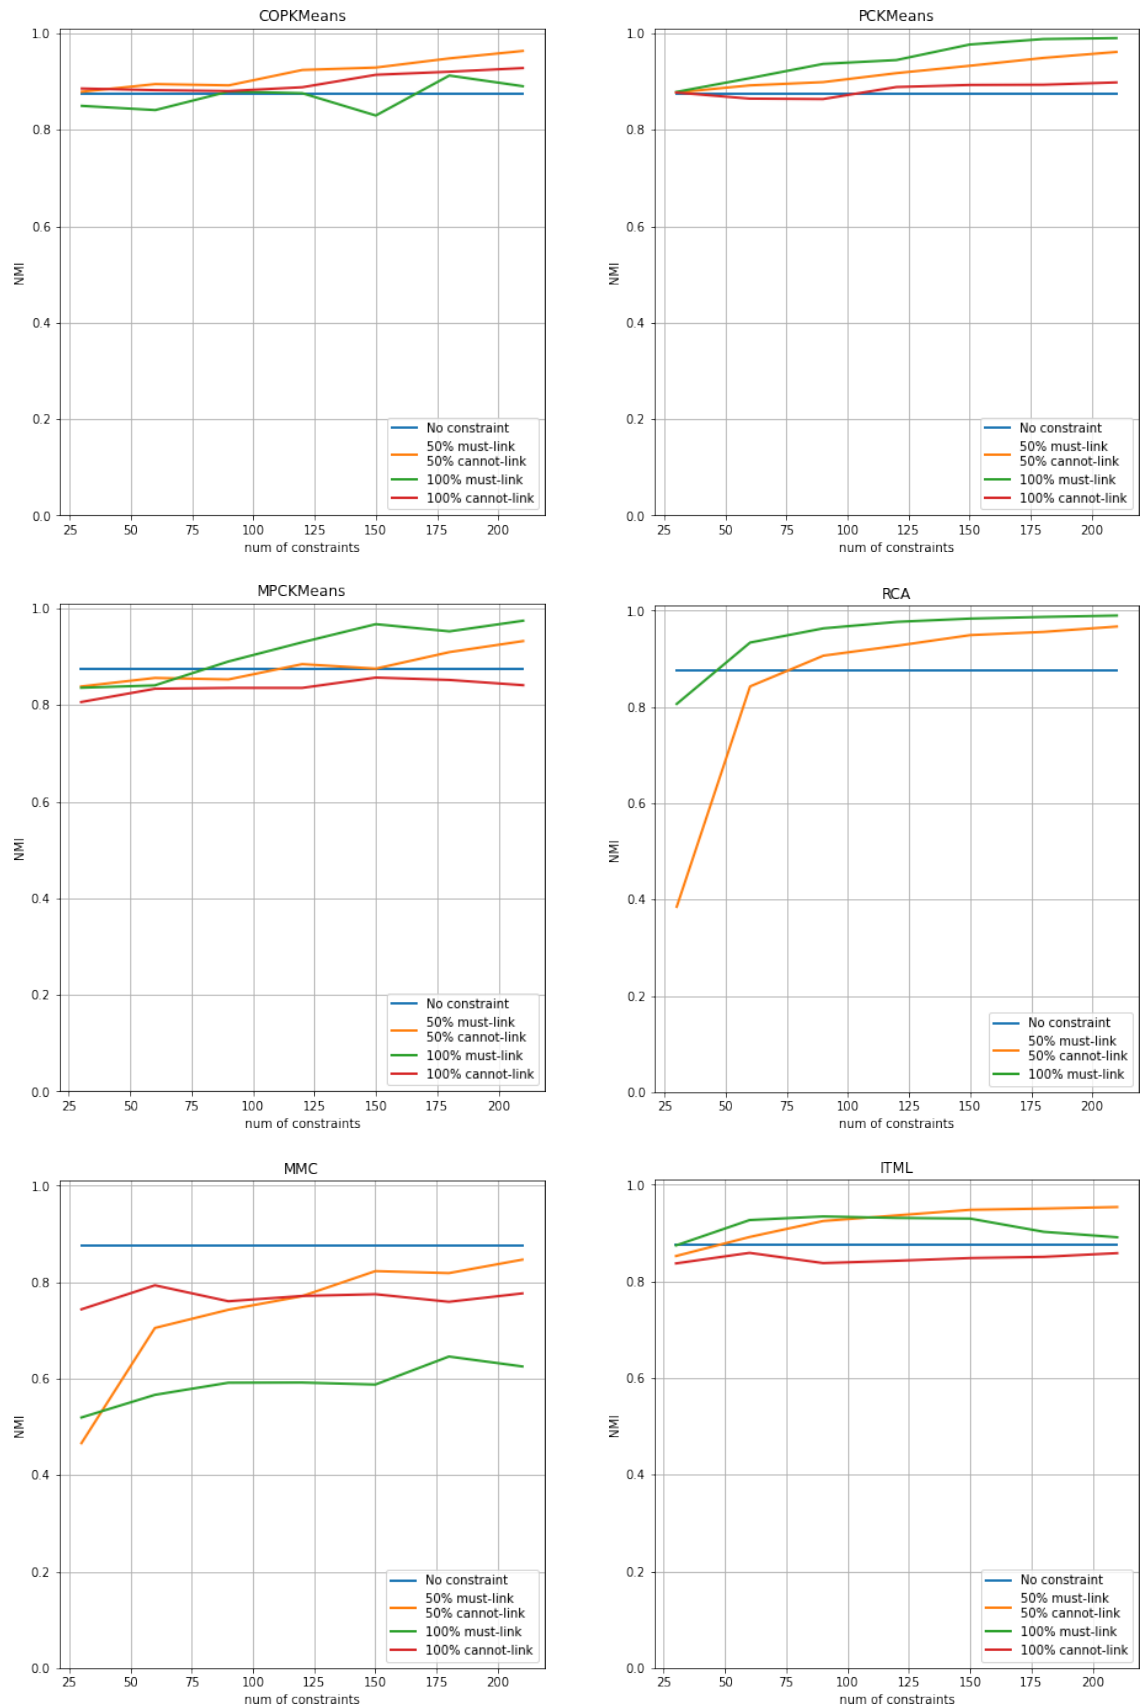 COPKMeans
1.0
0.8
0.6
0.4
0.2
0.0
NMI
25 50 75 100 125 150 175 200
num of constraints
No constraint
50% must-link
50% cannot-link
100% must-link
100% cannot-link
PCKMeans
1.0
0.8
0.6
0.4
0.2
0.0
NMI
25 50 75 100 125 150 175 200
num of constraints
No constraint
50% must-link
50% cannot-link
100% must-link
100% cannot-link
MPCKMeans
1.0
0.8
0.6
0.4
0.2
0.0
NMI
25 50 75 100 125 150 175 200
num of constraints
No constraint
50% must-link
50% cannot-link
100% must-link
100% cannot-link
RCA
1.0
0.8
0.6
0.4
0.2
0.0
NMI
25 50 75 100 125 150 175 200
num of constraints
No constraint
50% must-link
50% cannot-link
100% must-link
MMC
1.0
0.8
0.6
0.4
0.2
0.0
NMI
25 50 75 100 125 150 175 200
num of constraints
No constraint
50% must-link
50% cannot-link
100% must-link
100% cannot-link
ITML
1.0
0.8
0.6
0.4
0.2
0.0
NMI
25 50 75 100 125 150 175 200
num of constraints
No constraint
50% must-link
50% cannot-link
100% must-link
100% cannot-link